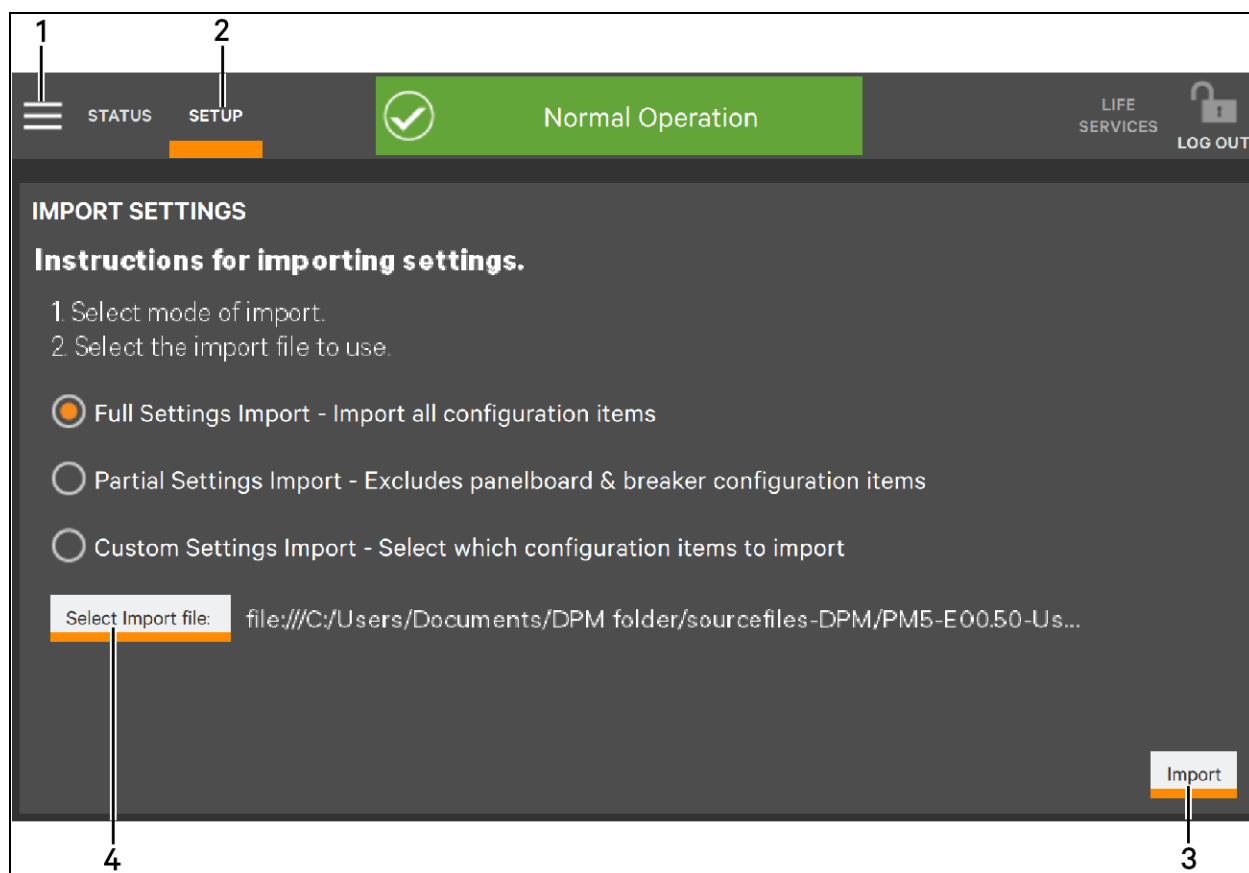 1 2
STATUS SETUP Normal Operation LIFE SERVICES LOG OUT
IMPORT SETTINGS
Instructions for importing settings.
1. Select mode of import.
2. Select the import file to use.
Full Settings Import - Import all configuration items
Partial Settings Import - Excludes panelboard & breaker configuration items
Custom Settings Import - Select which configuration items to import
Select Import file: file:///C:/Users/Documents/DPM folder/sourcefiles-DPM/PM5-E00.50-Us...
Import
4 3